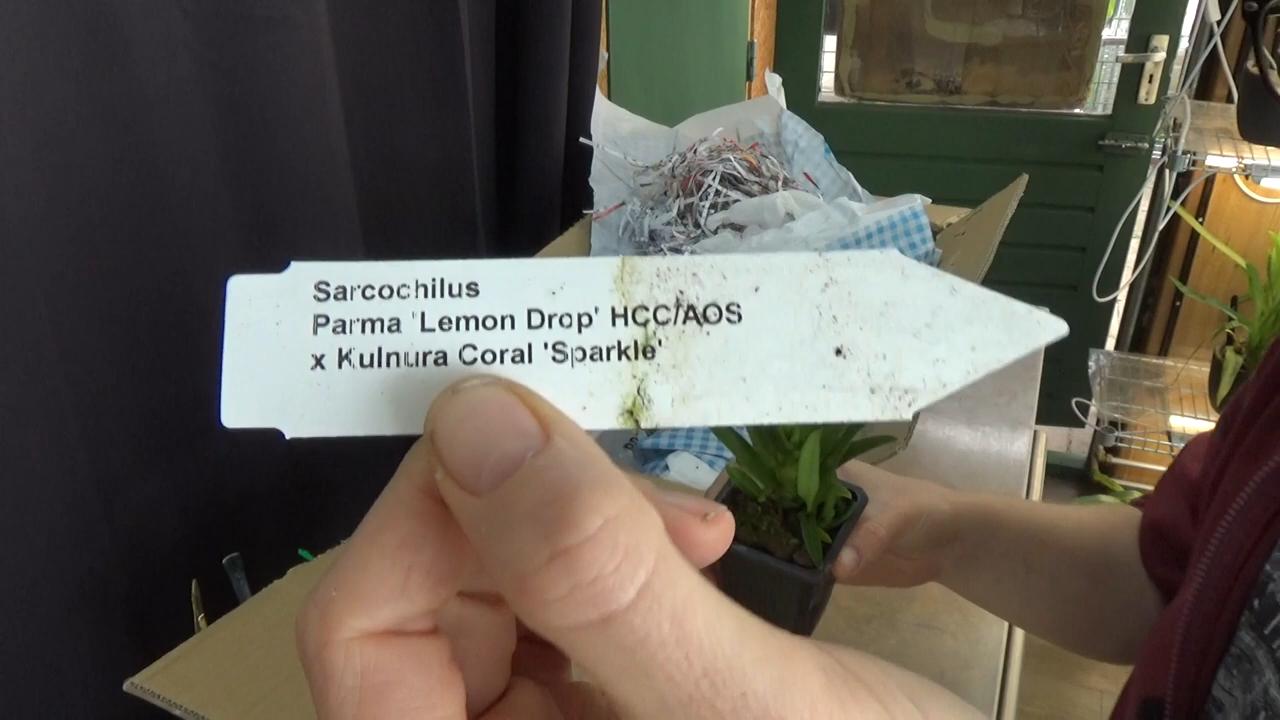 Sarcochilus
Parma 'Lemon Drop' HCC/AOS
x Kulnura Coral 'Sparkle'